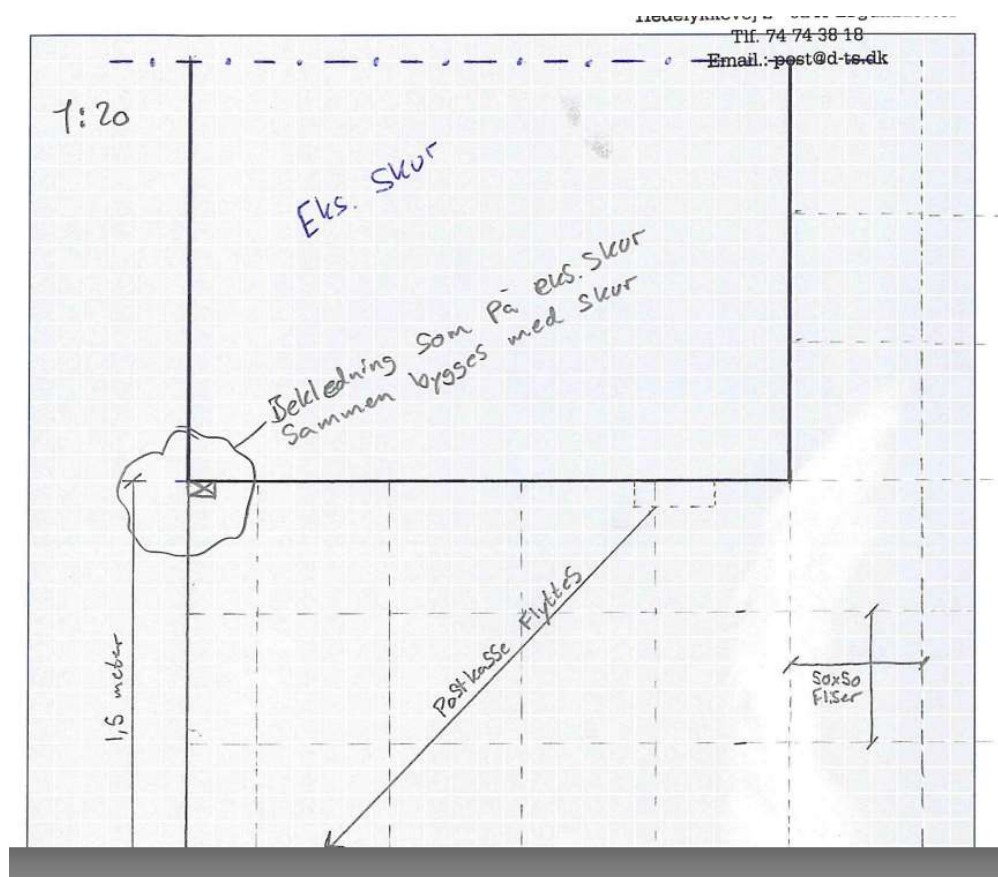 Tlf. 74 74 38 18
Email.: post@d-ts.dk
1:20
Eks. Skur
Bekledning som på eks. skur
Sammen bygges med skur
1,5 meter
Postkasse Flyttes
50x50
Fliser